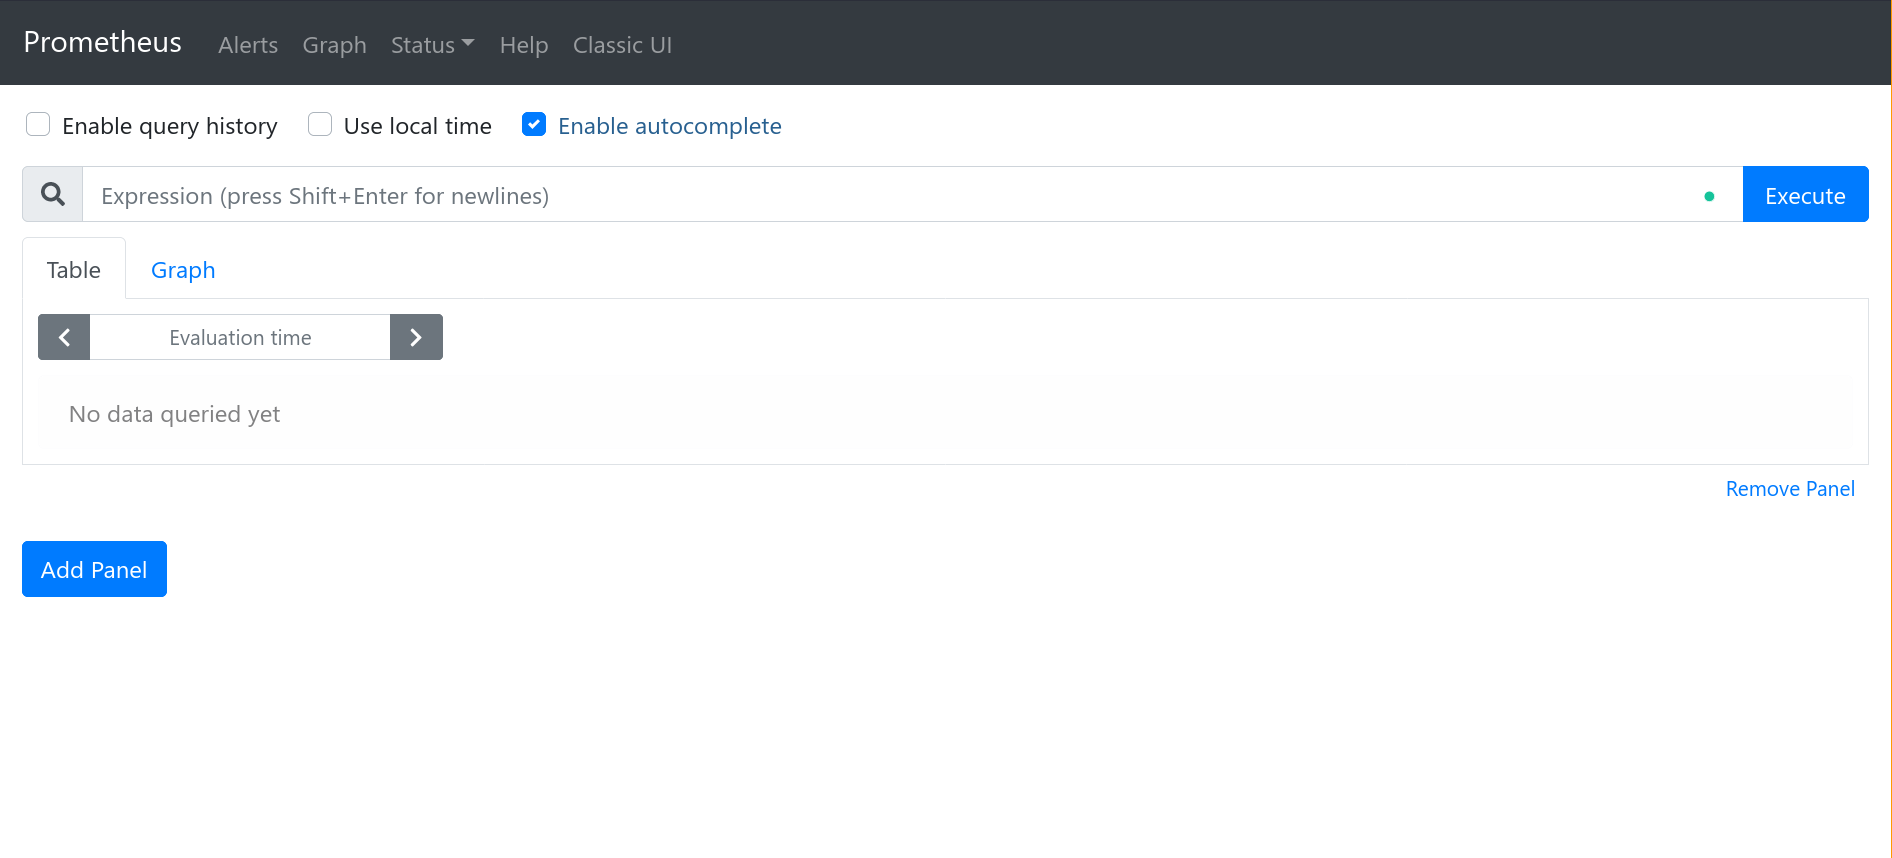 Prometheus Alerts Graph Status Help Classic UI
Enable query history Use local time Enable autocomplete
Expression (press Shift+Enter for newlines) Execute
Table Graph
Evaluation time
No data queried yet
Remove Panel
Add Panel